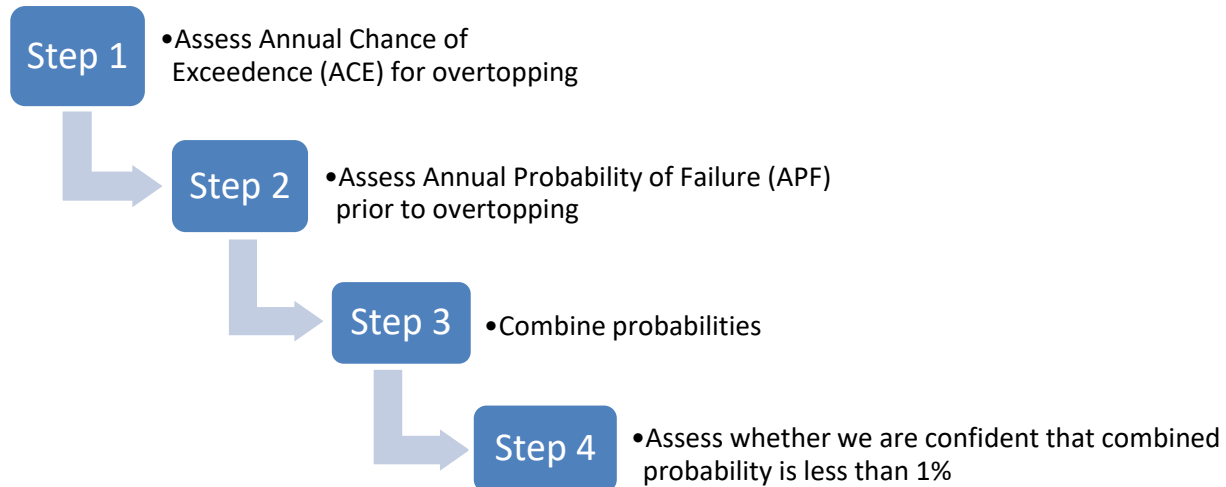 Step 1
•Assess Annual Chance of
Exceedence (ACE) for overtopping
Step 2
•Assess Annual Probability of Failure (APF)
prior to overtopping
Step 3
•Combine probabilities
Step 4
•Assess whether we are confident that combined
probability is less than 1%